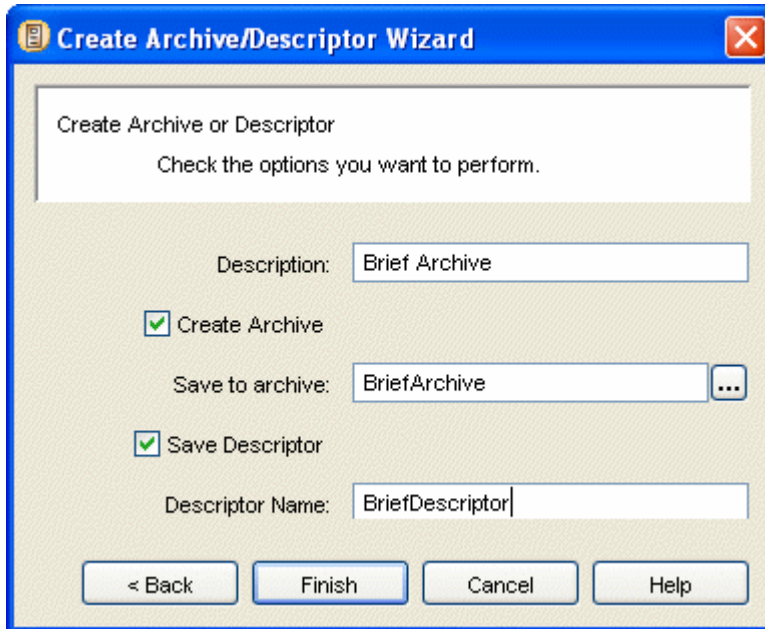 Create Archive/Descriptor Wizard
Create Archive or Descriptor
Check the options you want to perform.
Description: Brief Archive
Create Archive
Save to archive: BriefArchive ...
Save Descriptor
Descriptor Name: BriefDescriptor
< Back Finish Cancel Help